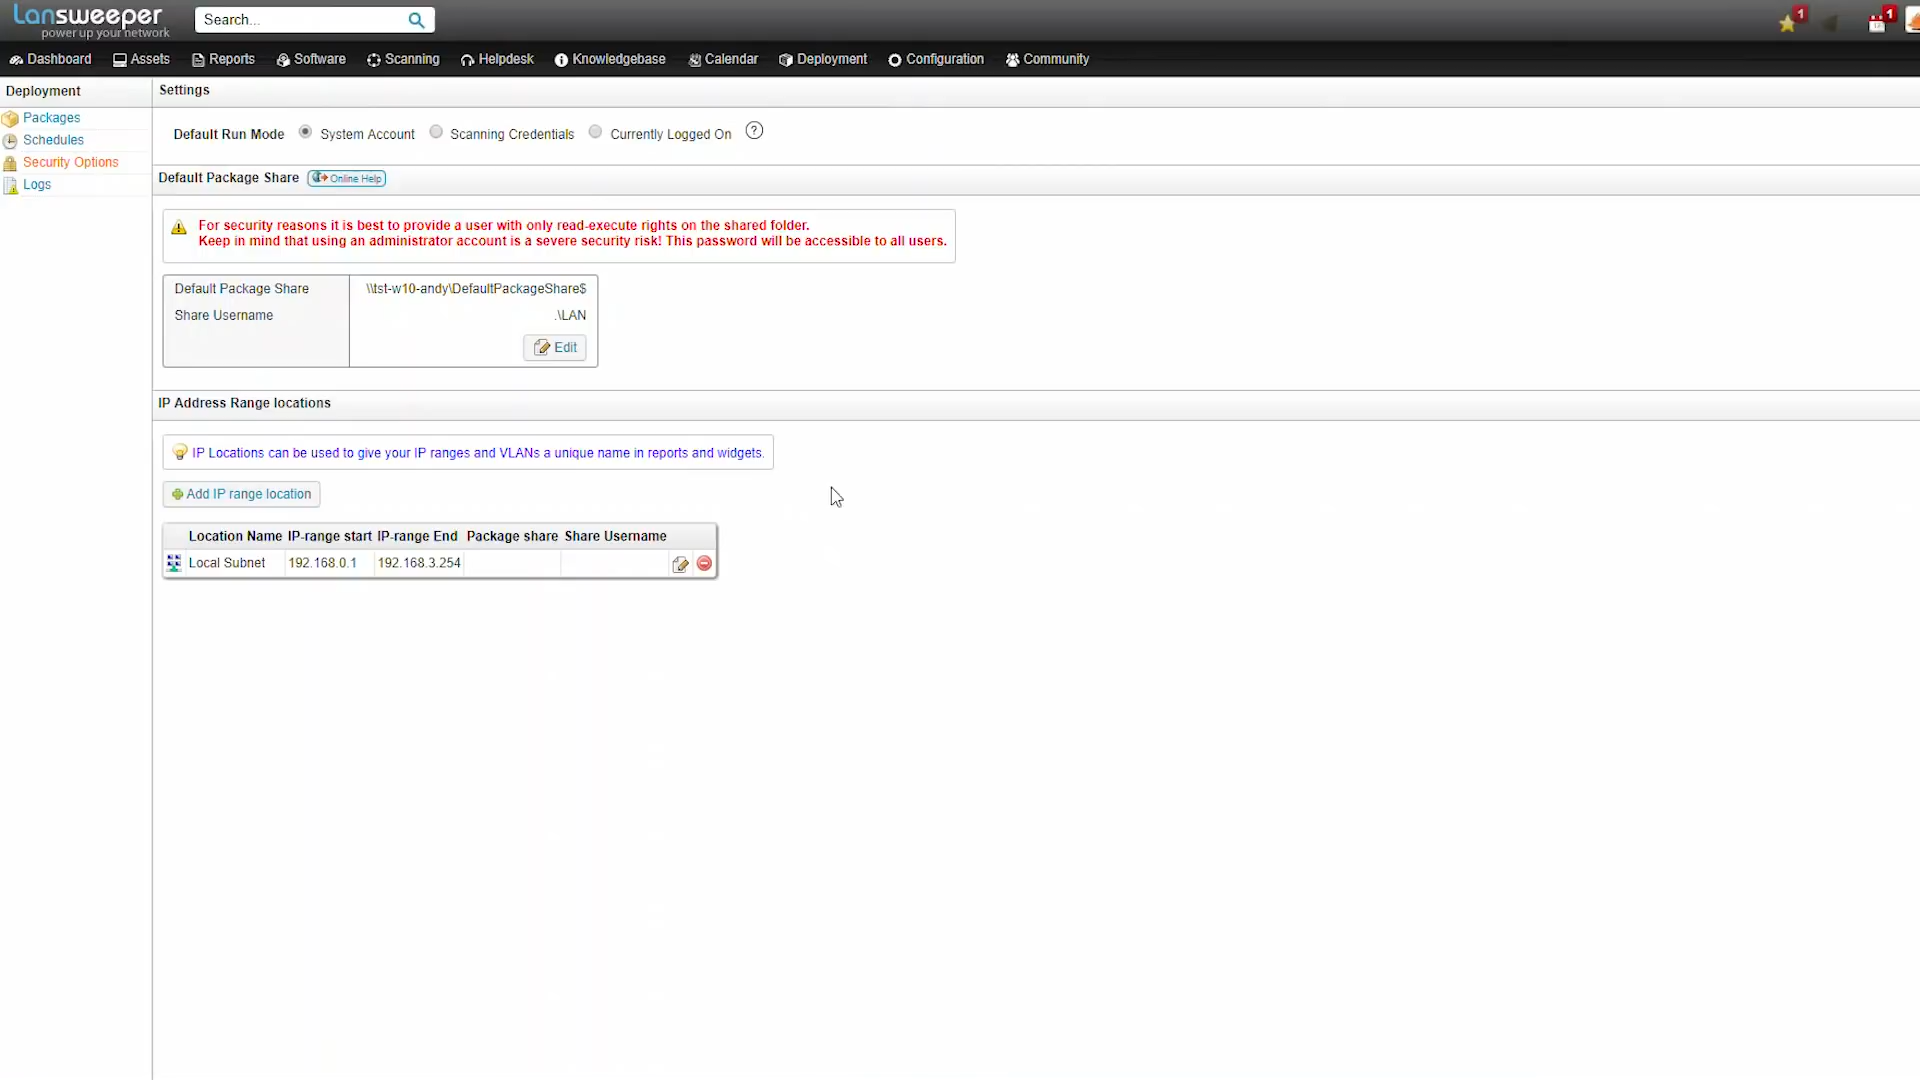 Lansweeper
power up your network
Search...
1
1
Dashboard Assets Reports Software Scanning Helpdesk Knowledgebase Calendar Deployment Configuration Community
Deployment
Packages
Schedules
Security Options
Logs
Settings
Default Run Mode System Account Scanning Credentials Currently Logged On ?
Default Package Share Online Help
For security reasons it is best to provide a user with only read-execute rights on the shared folder.
Keep in mind that using an administrator account is a severe security risk! This password will be accessible to all users.
Default Package Share \\tst-w10-andy\DefaultPackageShare$
Share Username .\LAN
Edit
IP Address Range locations
IP Locations can be used to give your IP ranges and VLANs a unique name in reports and widgets.
Add IP range location
Location Name IP-range start IP-range End Package share Share Username
Local Subnet 192.168.0.1 192.168.3.254